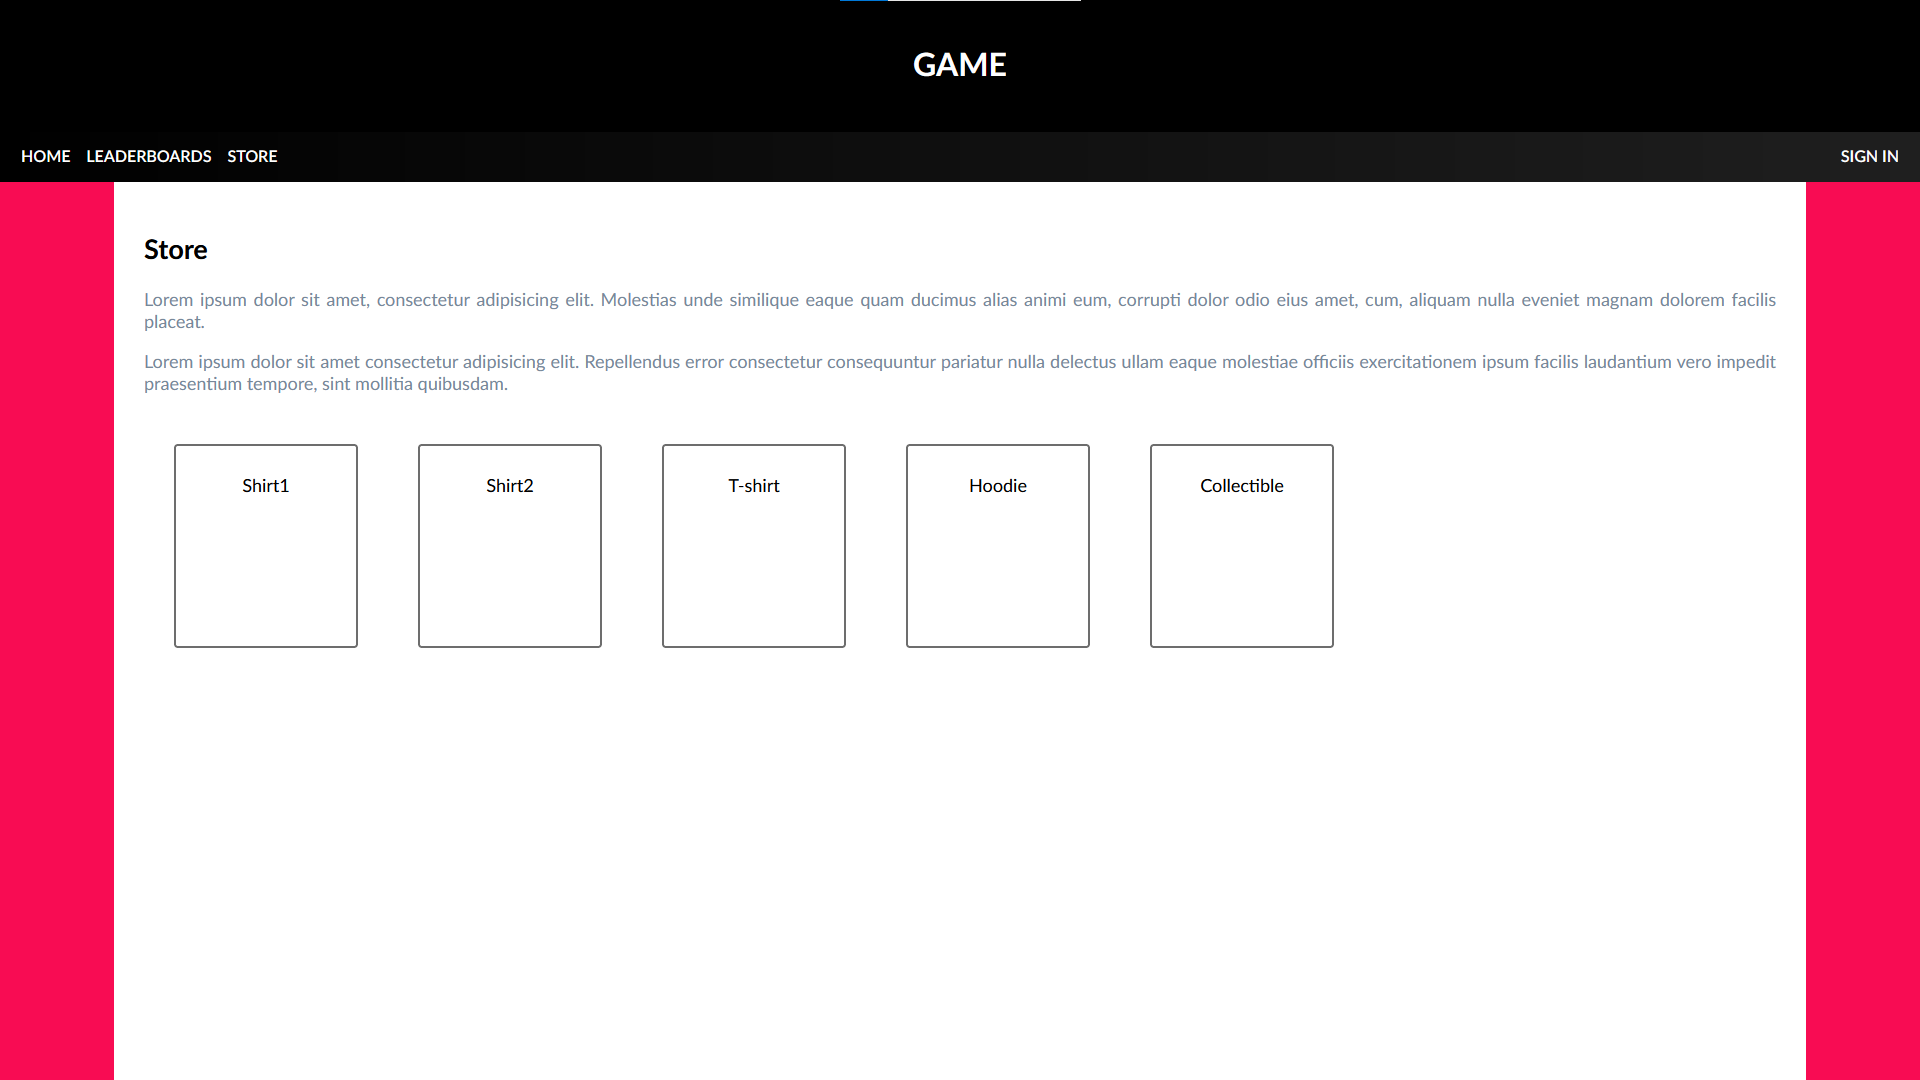 GAME
HOME LEADERBOARDS STORE SIGN IN
Store
Lorem ipsum dolor sit amet, consectetur adipisicing elit. Molestias unde similique eaque quam ducimus alias animi eum, corrupti dolor odio eius amet, cum, aliquam nulla eveniet magnam dolorem facilis
placeat.
Lorem ipsum dolor sit amet consectetur adipisicing elit. Repellendus error consectetur consequuntur pariatur nulla delectus ullam eaque molestiae officiis exercitationem ipsum facilis laudantium vero impedit
praesentium tempore, sint mollitia quibusdam.
Shirt1 Shirt2 T-shirt Hoodie Collectible